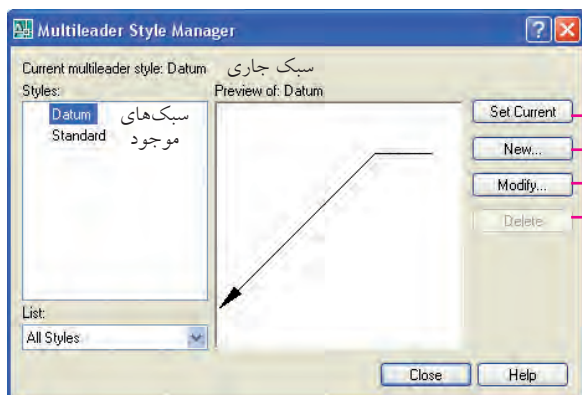 Multileader Style Manager
Current multileader style: Datum سبک جاری
Styles:
Preview of: Datum
Datum
Standard
سبک‌های
موجود
Set Current
New...
Modify...
Delete
List:
All Styles
Close
Help